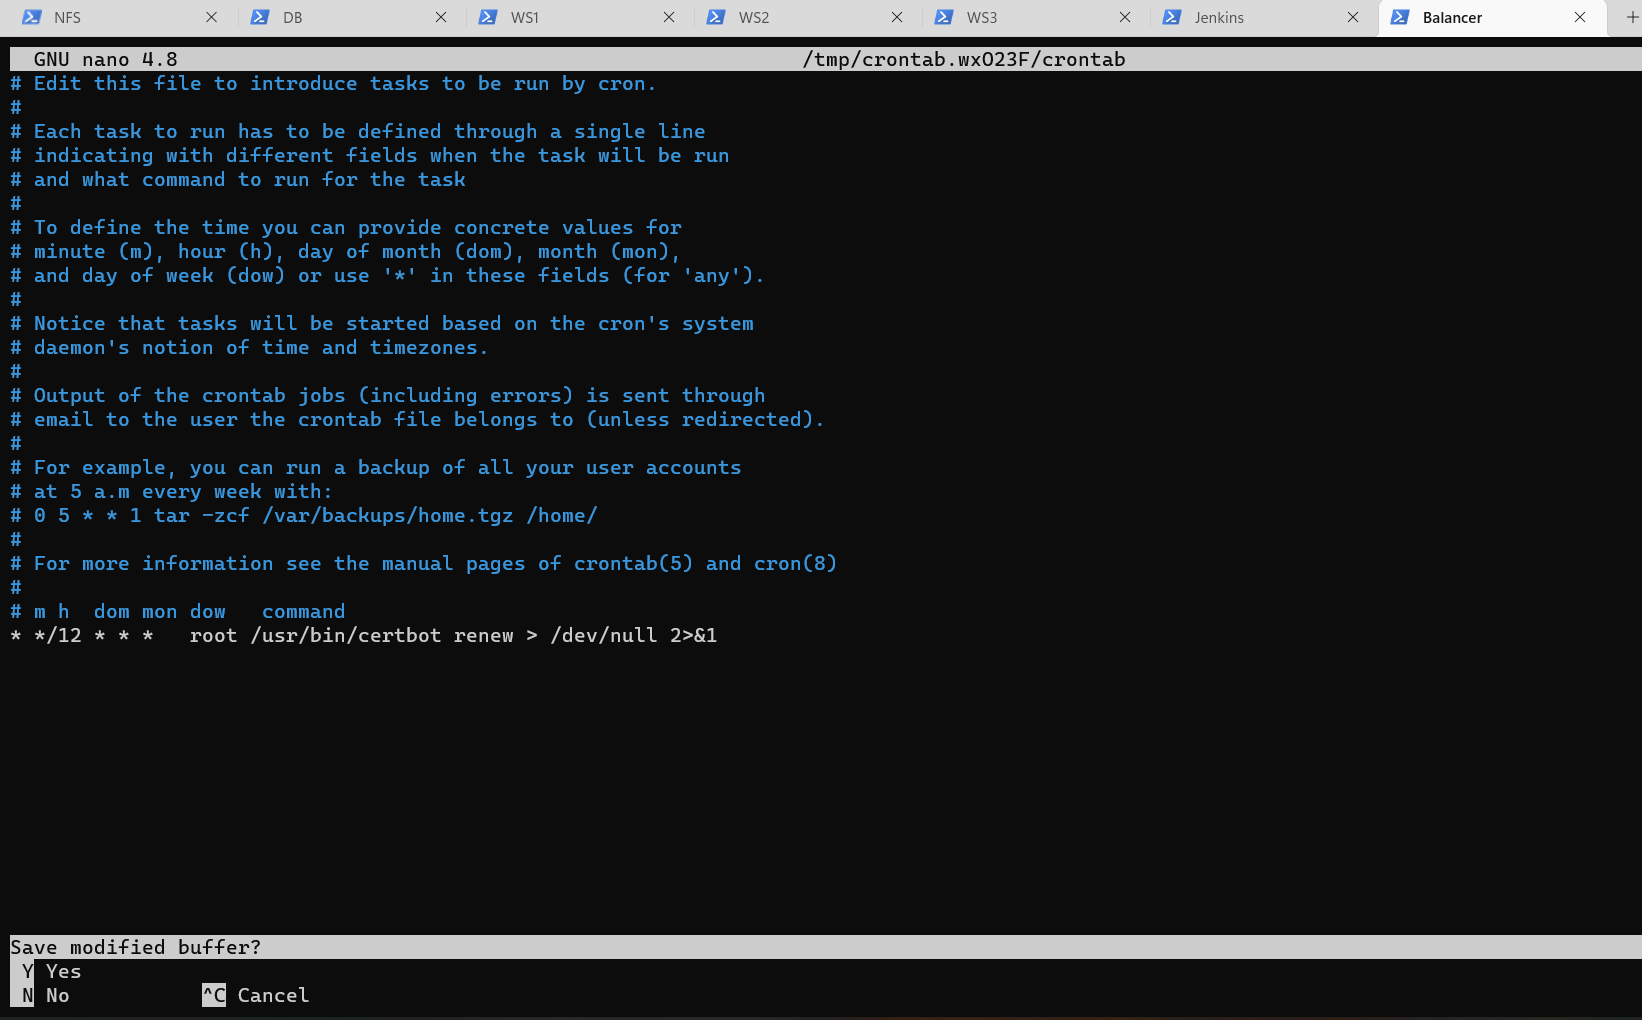 NFS DB WS1 WS2 WS3 Jenkins Balancer
GNU nano 4.8 /tmp/crontab.wxO23F/crontab
# Edit this file to introduce tasks to be run by cron.
#
# Each task to run has to be defined through a single line
# indicating with different fields when the task will be run
# and what command to run for the task
#
# To define the time you can provide concrete values for
# minute (m), hour (h), day of month (dom), month (mon),
# and day of week (dow) or use '*' in these fields (for 'any').
#
# Notice that tasks will be started based on the cron's system
# daemon's notion of time and timezones.
#
# Output of the crontab jobs (including errors) is sent through
# email to the user the crontab file belongs to (unless redirected).
#
# For example, you can run a backup of all your user accounts
# at 5 a.m every week with:
# 0 5 * * 1 tar -zcf /var/backups/home.tgz /home/
#
# For more information see the manual pages of crontab(5) and cron(8)
#
# m h  dom mon dow   command
* */12 * * *   root /usr/bin/certbot renew > /dev/null 2>&1
Save modified buffer?
Y Yes
N No ^C Cancel